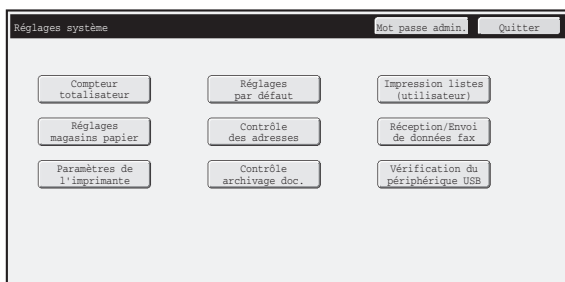 Réglages système
Mot passe admin.
Quitter
Compteur
totalisateur
Réglages
par défaut
Impression listes
(utilisateur)
Réglages
magasins papier
Contrôle
des adresses
Réception/Envoi
de données fax
Paramètres de
l'imprimante
Contrôle
archivage doc.
Vérification du
périphérique USB